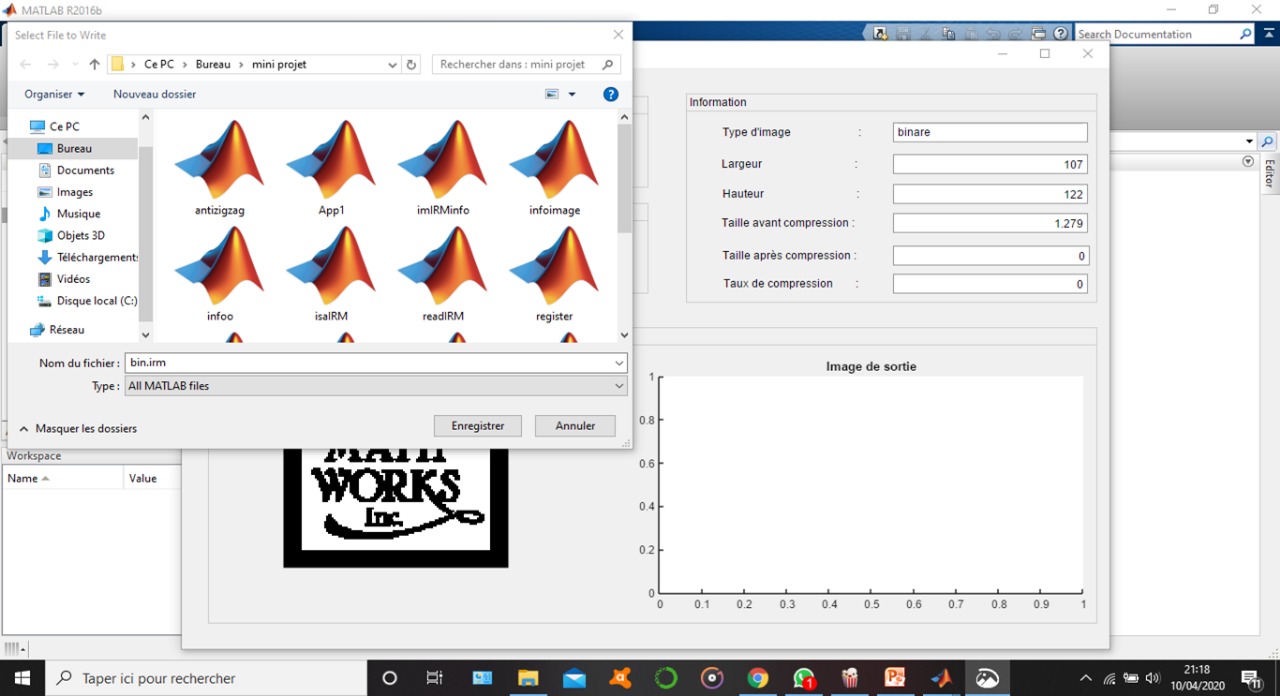 MATLAB R2016b
Select File to Write
Search Documentation
Ce PC › Bureau › mini projet
Rechercher dans : mini projet
Organiser
Nouveau dossier
Ce PC
Bureau
Documents
Images
Musique
Objets 3D
Téléchargements
Vidéos
Disque local (C:)
Réseau
antizigzag
App1
imIRMinfo
infoimage
infoo
isaIRM
readIRM
register
Nom du fichier :
bin.irm
Type :
All MATLAB files
Masquer les dossiers
Enregistrer
Annuler
Information
Type d'image : binare
Largeur : 107
Hauteur : 122
Taille avant compression : 1.279
Taille après compression : 0
Taux de compression : 0
Editor
Workspace
Name
Value
MATH
WORKS
Inc.
Image de sortie
1
0.8
0.6
0.4
0.2
0
0 0.1 0.2 0.3 0.4 0.5 0.6 0.7 0.8 0.9 1
Taper ici pour rechercher
1
21:18
10/04/2020
11